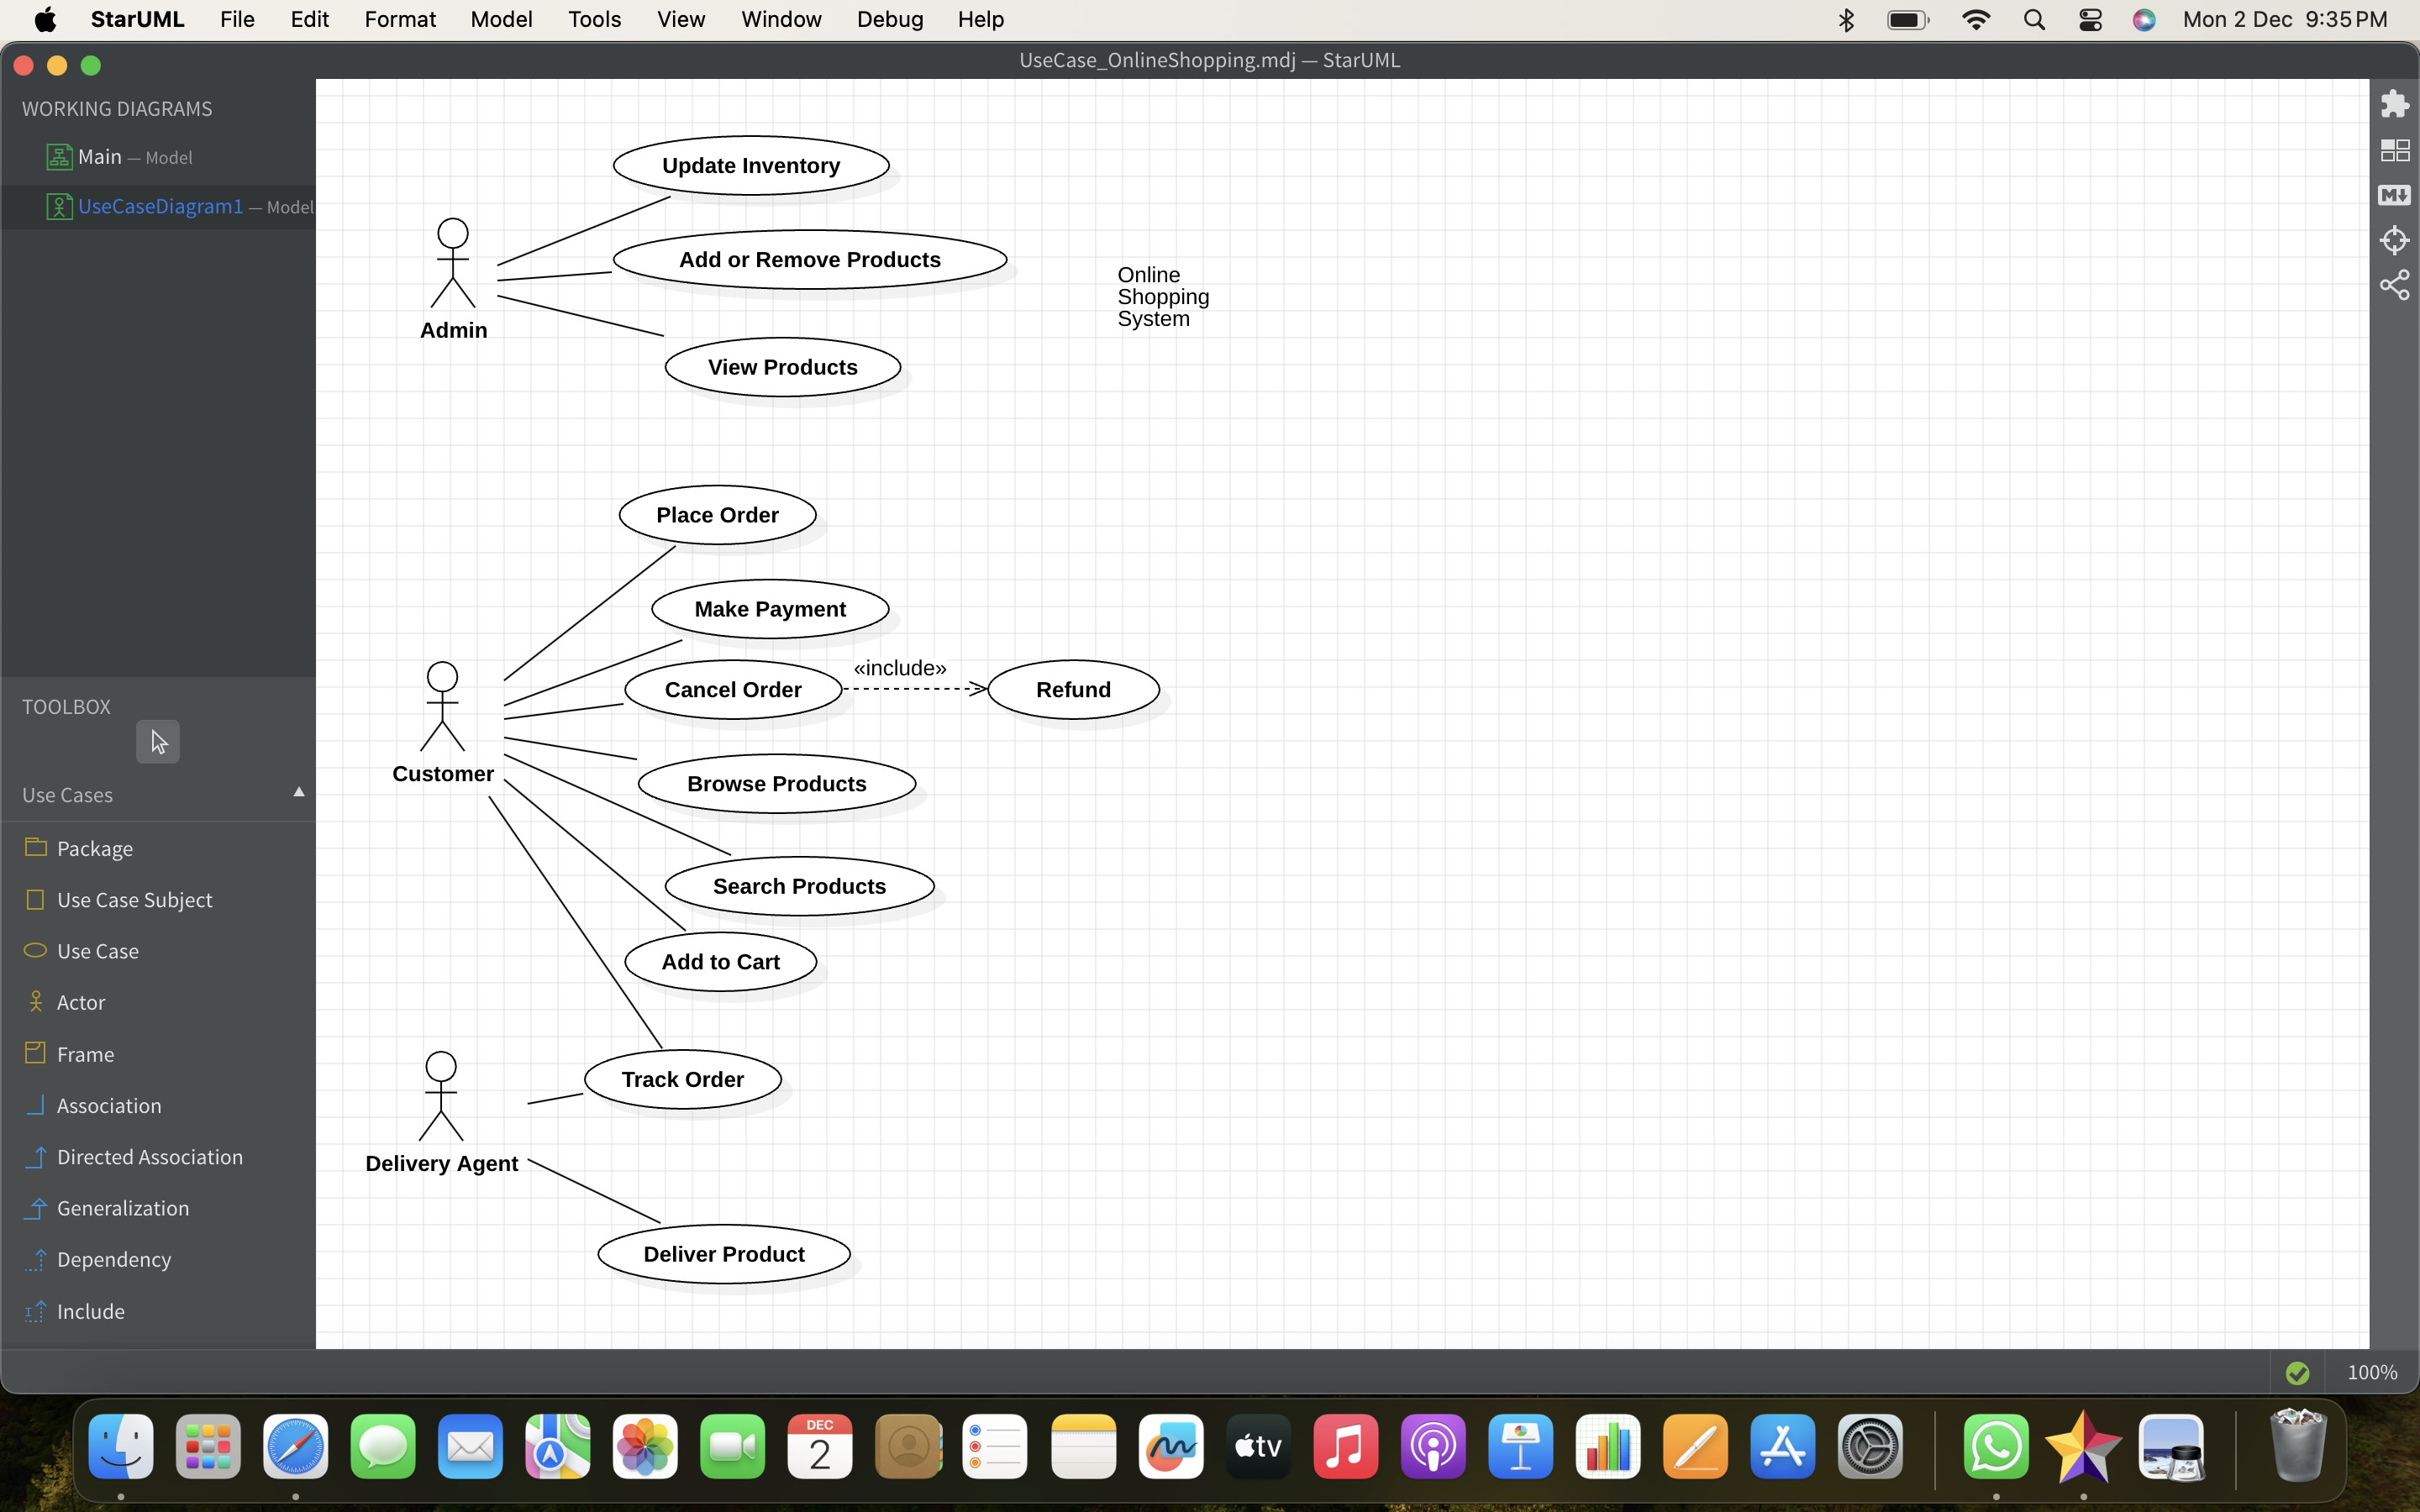 StarUML File Edit Format Model Tools View Window Debug Help Mon 2 Dec 9:35 PM
UseCase_OnlineShopping.mdj — StarUML
WORKING DIAGRAMS
Main — Model
UseCaseDiagram1 — Model
TOOLBOX
Use Cases
Package
Use Case Subject
Use Case
Actor
Frame
Association
Directed Association
Generalization
Dependency
Include
Update Inventory
Add or Remove Products
Online
Shopping
System
Admin
View Products
Place Order
Make Payment
«include»
Cancel Order
Refund
Customer
Browse Products
Search Products
Add to Cart
Track Order
Delivery Agent
Deliver Product
M
100%
DEC
2
tv